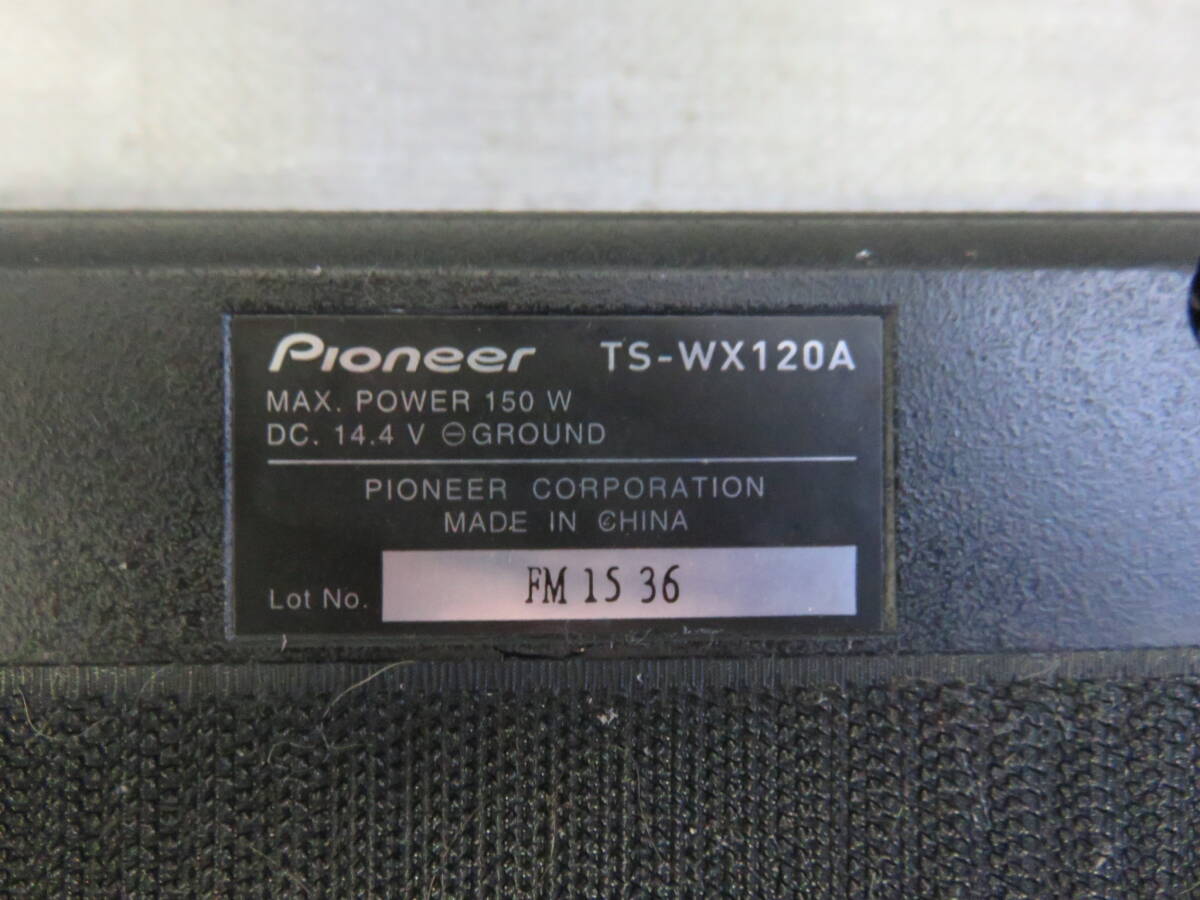 Pioneer TS-WX120A
MAX. POWER 150 W
DC. 14.4 V ⊖ GROUND
PIONEER CORPORATION
MADE IN CHINA
Lot No. FM 15 36